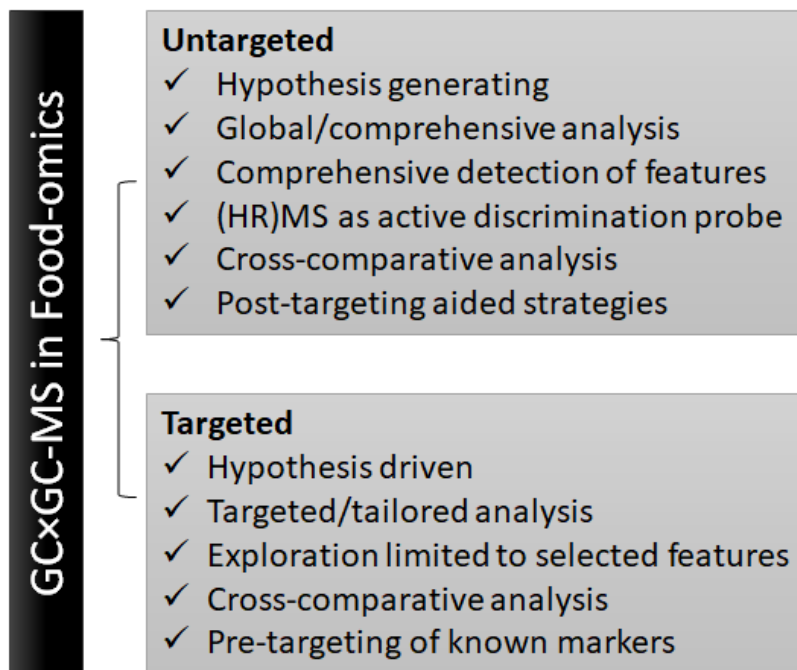 GC×GC-MS in Food-omics
Untargeted
✓ Hypothesis generating
✓ Global/comprehensive analysis
✓ Comprehensive detection of features
✓ (HR)MS as active discrimination probe
✓ Cross-comparative analysis
✓ Post-targeting aided strategies
Targeted
✓ Hypothesis driven
✓ Targeted/tailored analysis
✓ Exploration limited to selected features
✓ Cross-comparative analysis
✓ Pre-targeting of known markers